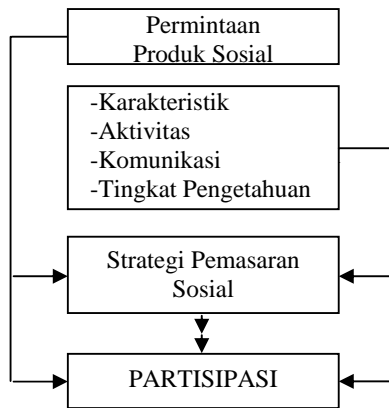 Permintaan
Produk Sosial
-Karakteristik
-Aktivitas
-Komunikasi
-Tingkat Pengetahuan
Strategi Pemasaran
Sosial
PARTISIPASI